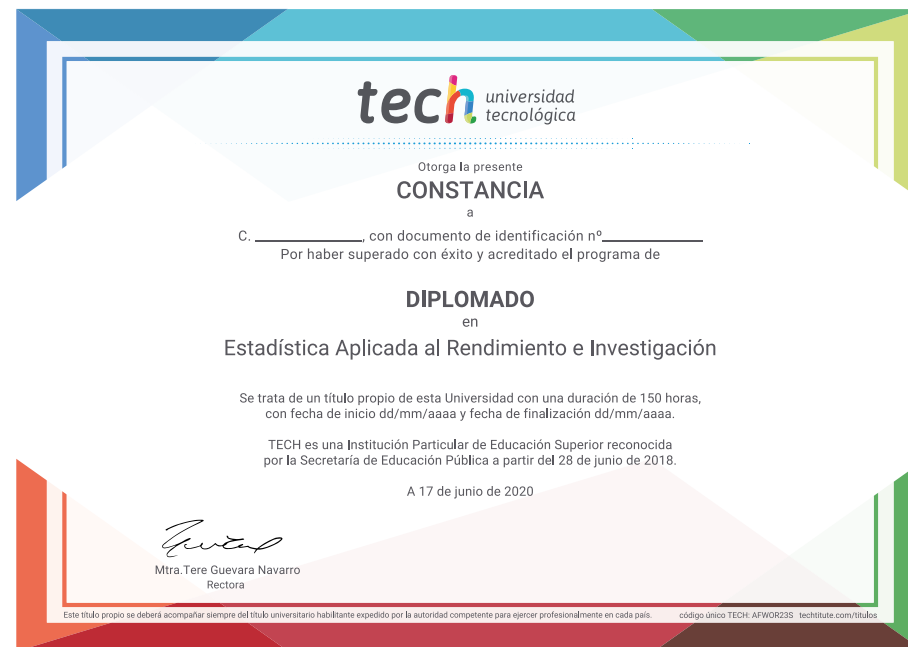 tech universidad
tecnológica
Otorga la presente
CONSTANCIA
a
C. ______________, con documento de identificación nº______________
Por haber superado con éxito y acreditado el programa de
DIPLOMADO
en
Estadística Aplicada al Rendimiento e Investigación
Se trata de un título propio de esta Universidad con una duración de 150 horas,
con fecha de inicio dd/mm/aaaa y fecha de finalización dd/mm/aaaa.
TECH es una Institución Particular de Educación Superior reconocida
por la Secretaría de Educación Pública a partir del 28 de junio de 2018.
A 17 de junio de 2020
Mtra.Tere Guevara Navarro
Rectora
Este título propio se deberá acompañar siempre del título universitario habilitante expedido por la autoridad competente para ejercer profesionalmente en cada país. código único TECH: AFWOR23S techtitute.com/titulos